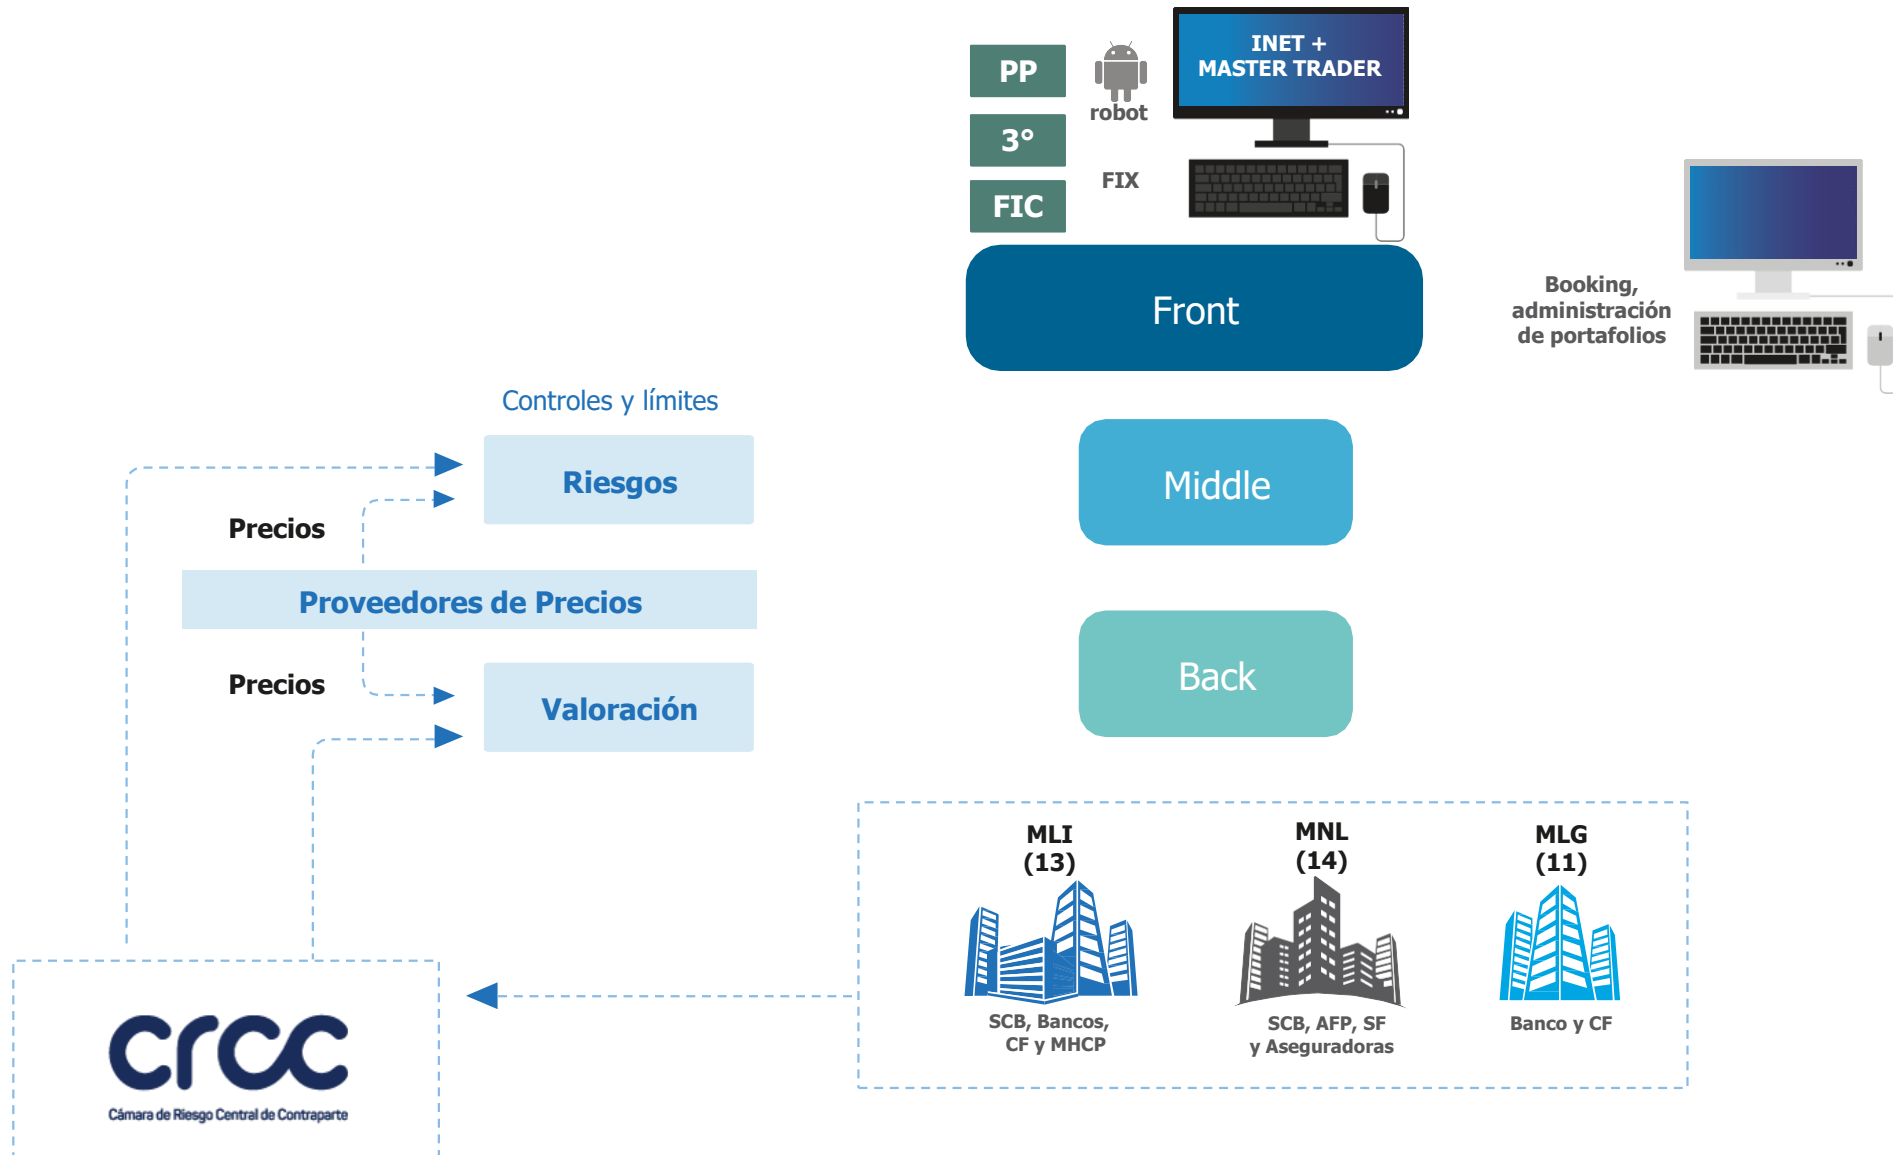 INET +
MASTER TRADER
PP
robot
3°
FIX
FIC
Front
Booking,
administración
de portafolios
Controles y límites
Riesgos
Middle
Precios
Proveedores de Precios
Back
Precios
Valoración
MLI
(13)
MNL
(14)
MLG
(11)
SCB, Bancos,
CF y MHCP
SCB, AFP, SF
y Aseguradoras
Banco y CF
crcc
Cámara de Riesgo Central de Contraparte